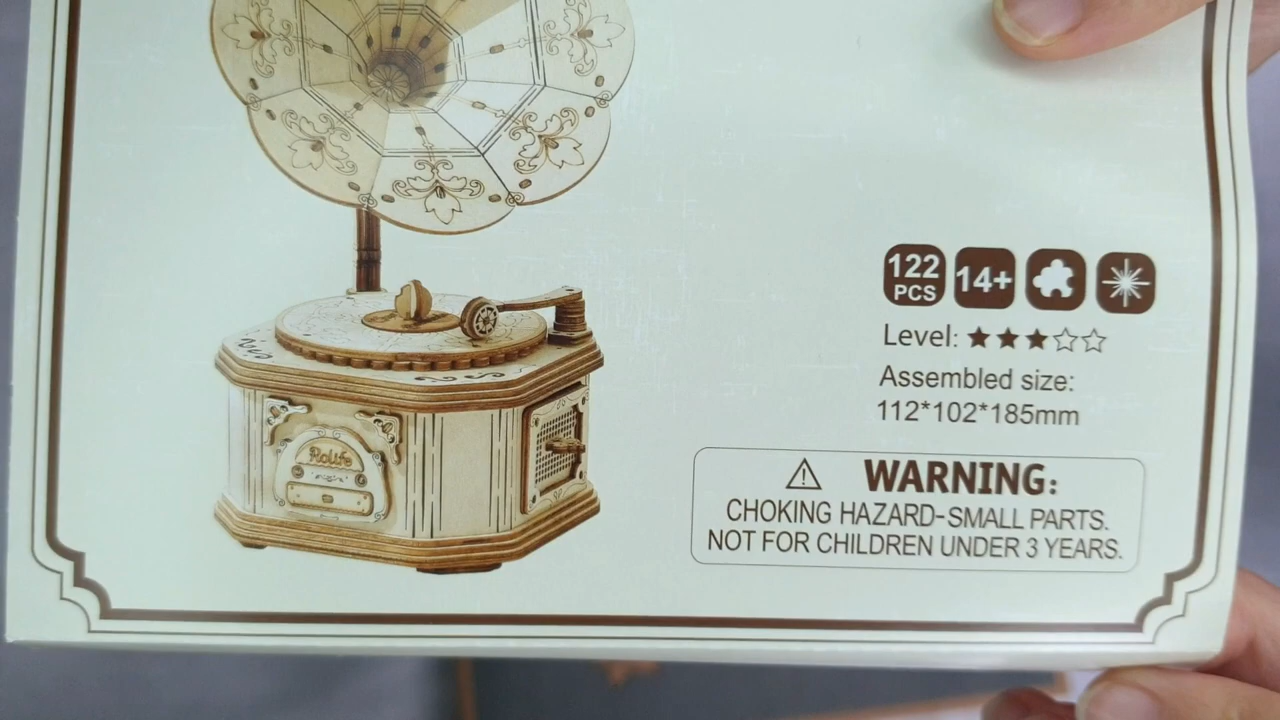 122
PCS
14+
Level:
Assembled size:
112*102*185mm
Rolife
WARNING:
CHOKING HAZARD-SMALL PARTS.
NOT FOR CHILDREN UNDER 3 YEARS.